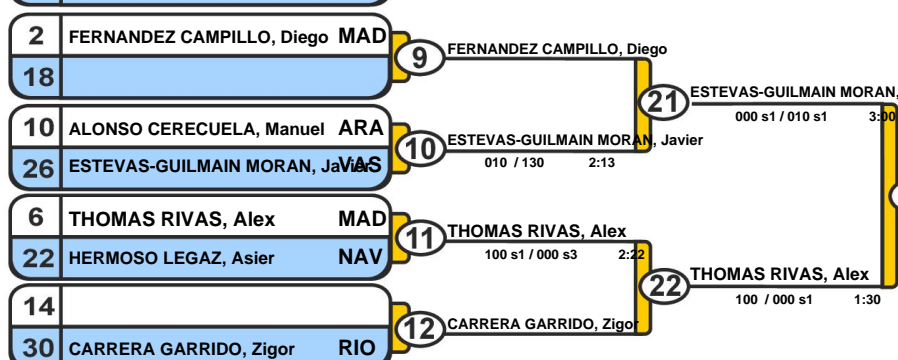 2 FERNANDEZ CAMPILLO, Diego MAD
18
9 FERNANDEZ CAMPILLO, Diego
10 ALONSO CERECUELA, Manuel ARA
26 ESTEVAS-GUILMAIN MORAN, Javier VAS
10 ESTEVAS-GUILMAIN MORAN, Javier
010 / 130 2:13
21 ESTEVAS-GUILMAIN MORAN,
000 s1 / 010 s1 3:00
6 THOMAS RIVAS, Alex MAD
22 HERMOSO LEGAZ, Asier NAV
11 THOMAS RIVAS, Alex
100 s1 / 000 s3 2:22
14
30 CARRERA GARRIDO, Zigor RIO
12 CARRERA GARRIDO, Zigor
22 THOMAS RIVAS, Alex
100 / 000 s1 1:30